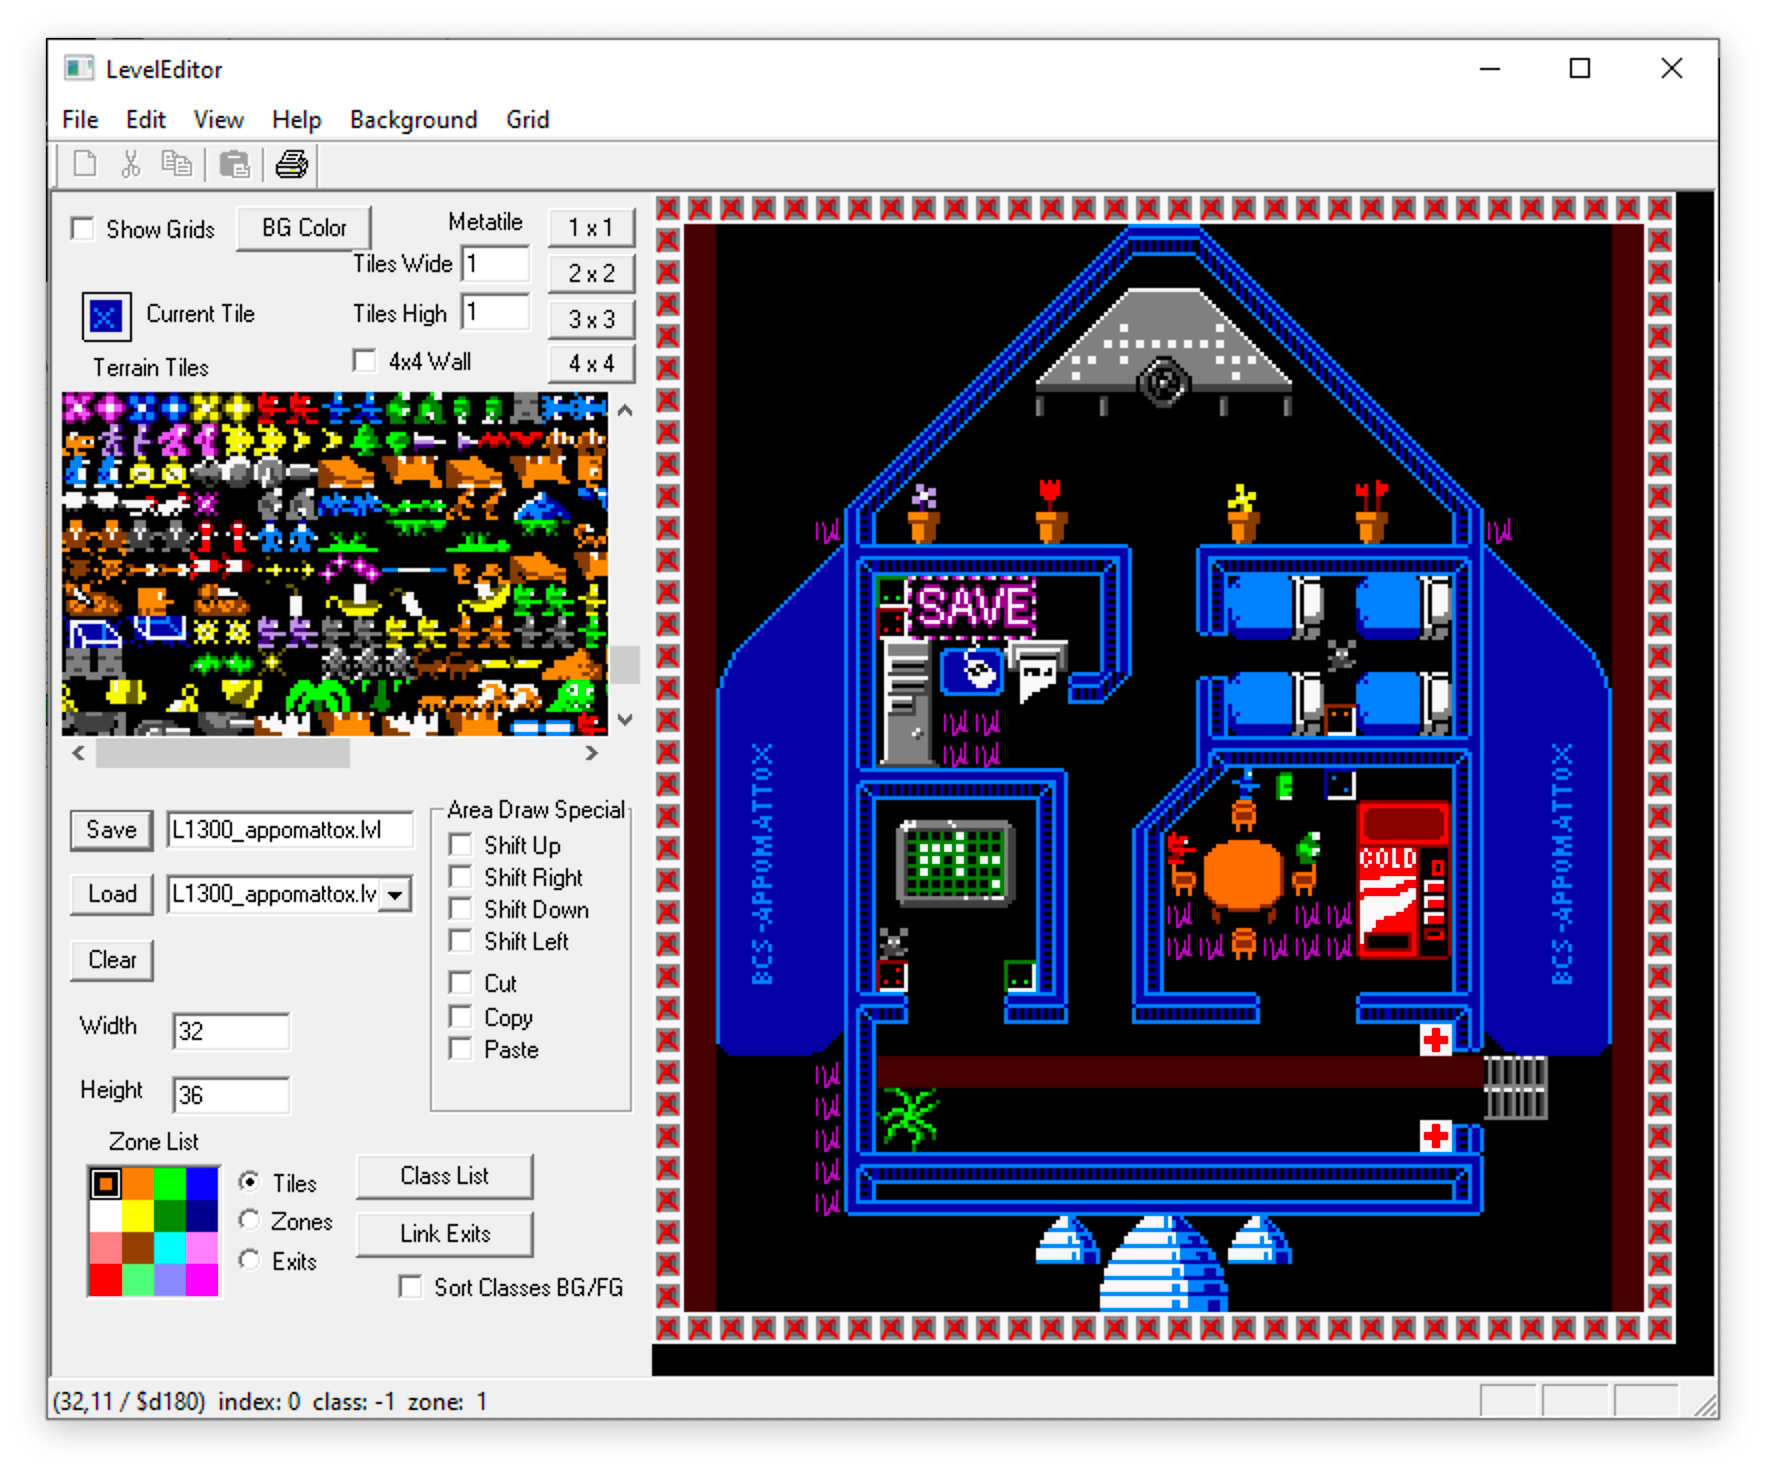 LevelEditor
File Edit View Help Background Grid
Show Grids
BG Color
Metatile
1 x 1
Tiles Wide 1
2 x 2
Current Tile
Tiles High 1
3 x 3
Terrain Tiles
4x4 Wall
4 x 4
Save L1300_appomattox.lvl
Load L1300_appomattox.lv
Clear
Width 32
Height 36
Area Draw Special
Shift Up
Shift Right
Shift Down
Shift Left
Cut
Copy
Paste
Zone List
Tiles
Zones
Exits
Class List
Link Exits
Sort Classes BG/FG
SAVE
BCS-APPOMATTOX
COLD
BCS-APPOMATTOX
(32,11 / $d180) index: 0 class: -1 zone: 1